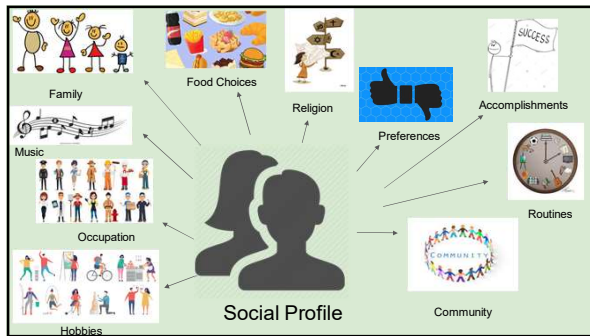 Family
Food Choices
Religion
SUCCESS
Accomplishments
Preferences
Music
Occupation
Routines
COMMUNITY
Community
Hobbies
Social Profile